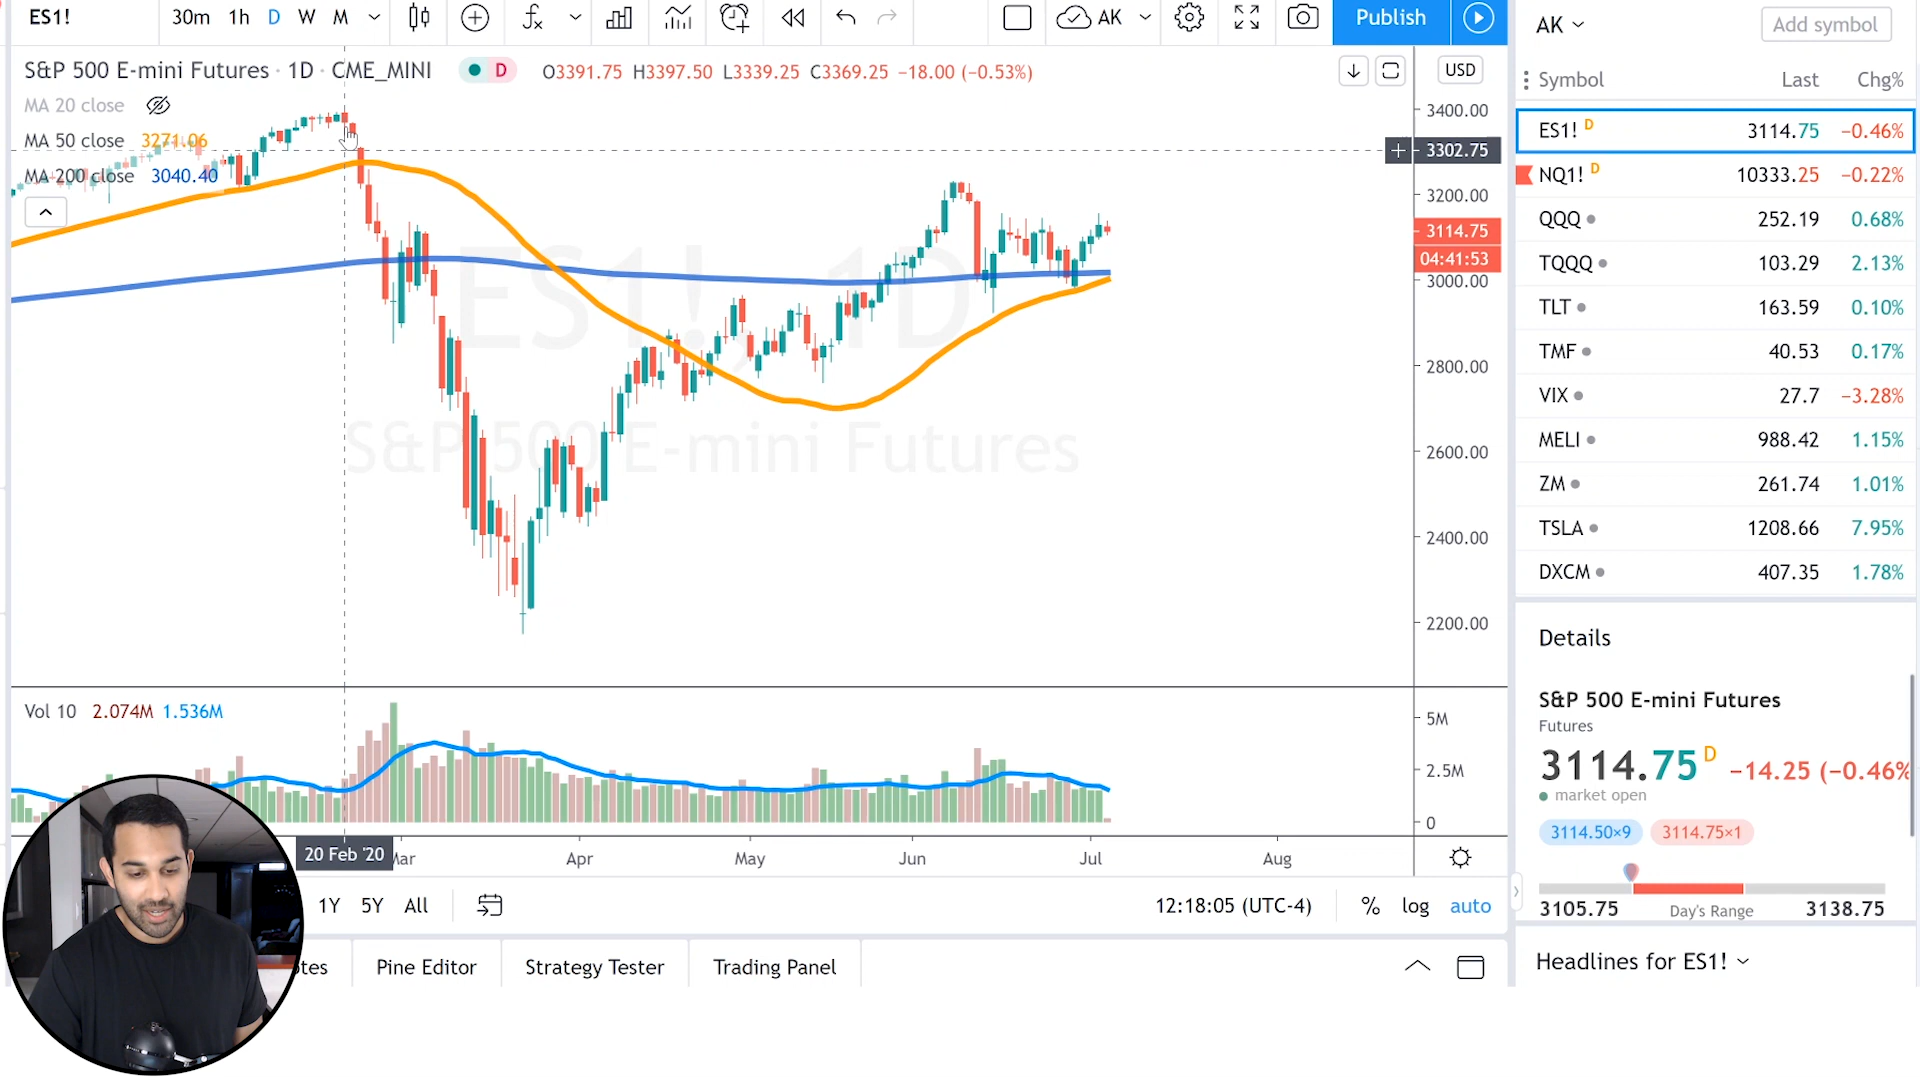 ES1!
30m 1h D W M
AK
Publish
AK
Add symbol
S&P 500 E-mini Futures · 1D · CME_MINI
D
O3391.75 H3397.50 L3339.25 C3369.25 −18.00 (−0.53%)
USD
Symbol Last Chg%
MA 20 close
MA 50 close 3271.06
MA 200 close 3040.40
3400.00
3302.75
3200.00
3114.75
04:41:53
3000.00
2800.00
2600.00
2400.00
2200.00
ES1!, 1D
S&P 500 E-mini Futures
ES1! D 3114.75 −0.46%
NQ1! D 10333.25 −0.22%
QQQ 252.19 0.68%
TQQQ 103.29 2.13%
TLT 163.59 0.10%
TMF 40.53 0.17%
VIX 27.7 −3.28%
MELI 988.42 1.15%
ZM 261.74 1.01%
TSLA 1208.66 7.95%
DXCM 407.35 1.78%
Details
S&P 500 E-mini Futures
Futures
3114.75 D −14.25 (−0.46%
market open
3114.50×9 3114.75×1
3105.75 Day's Range 3138.75
Headlines for ES1!
Vol 10 2.074M 1.536M
5M
2.5M
0
20 Feb '20 Mar Apr May Jun Jul Aug
1Y 5Y All
12:18:05 (UTC-4) % log auto
otes Pine Editor Strategy Tester Trading Panel